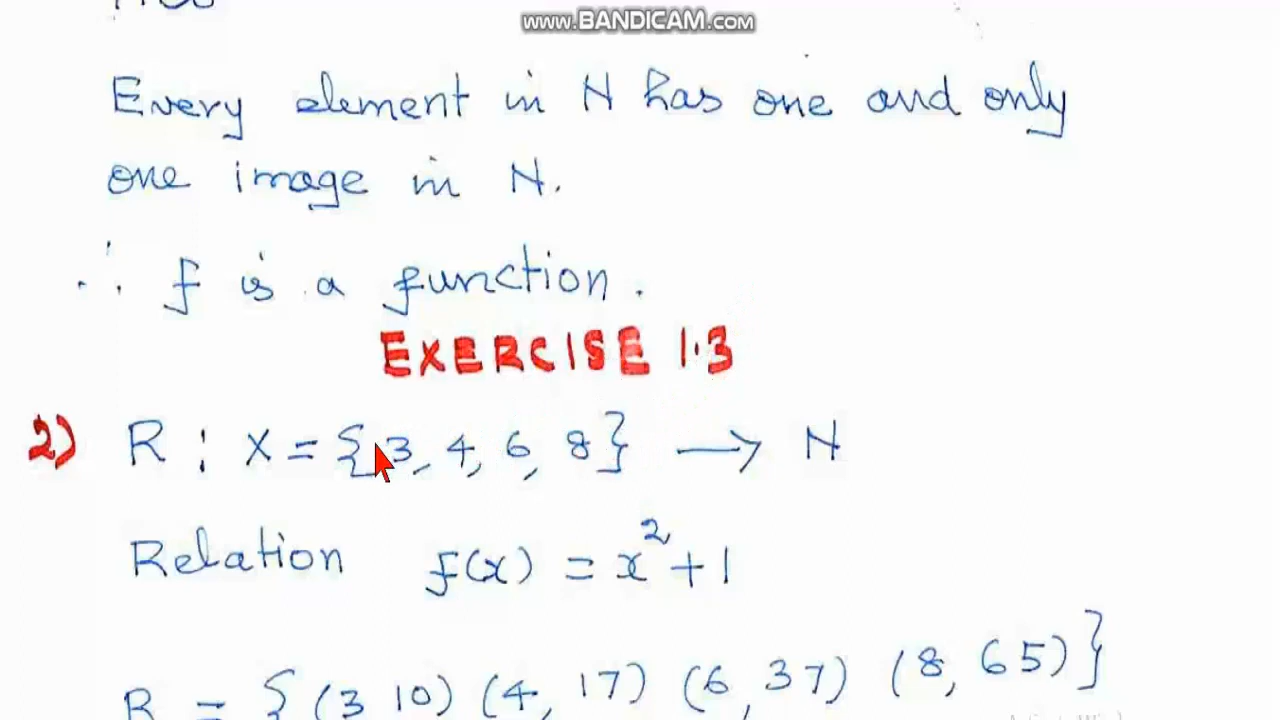 www.BANDICAM.com
Every element in N has one and only
one image in N.
∴ f is a function.
EXERCISE 1.3
2) R : X = {3, 4, 6, 8} → N
Relation f(x) = x² + 1
R = {(3 10) (4, 17) (6, 37) (8, 65)}